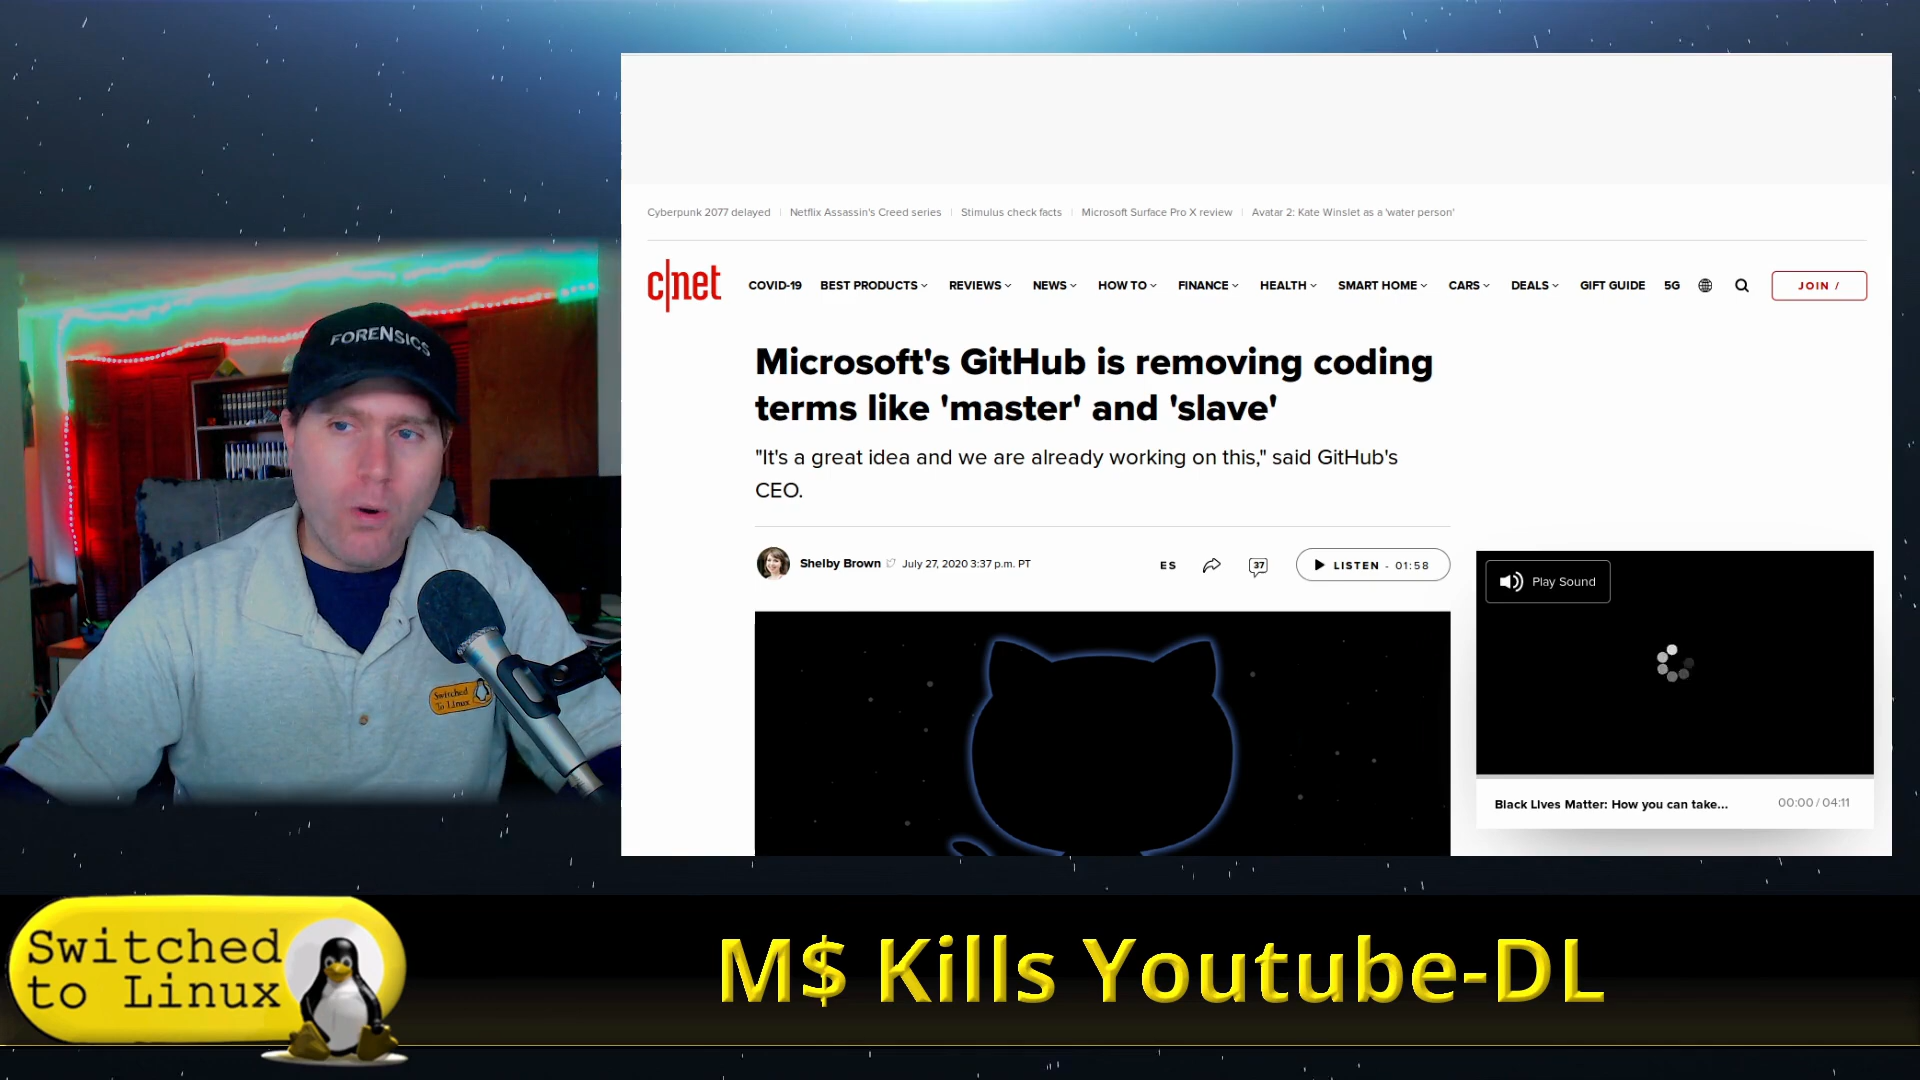 Cyberpunk 2077 delayed
Netflix Assassin's Creed series
Stimulus check facts
Microsoft Surface Pro X review
Avatar 2: Kate Winslet as a 'water person'
c|net
COVID-19
BEST PRODUCTS
REVIEWS
NEWS
HOW TO
FINANCE
HEALTH
SMART HOME
CARS
DEALS
GIFT GUIDE
5G
JOIN /
Microsoft's GitHub is removing coding
terms like 'master' and 'slave'
"It's a great idea and we are already working on this," said GitHub's
CEO.
Shelby Brown
July 27, 2020 3:37 p.m. PT
ES
37
LISTEN - 01:58
Play Sound
Black Lives Matter: How you can take...
00:00 / 04:11
FORENSICS
Switched
To Linux
Switched
to Linux
M$ Kills Youtube-DL